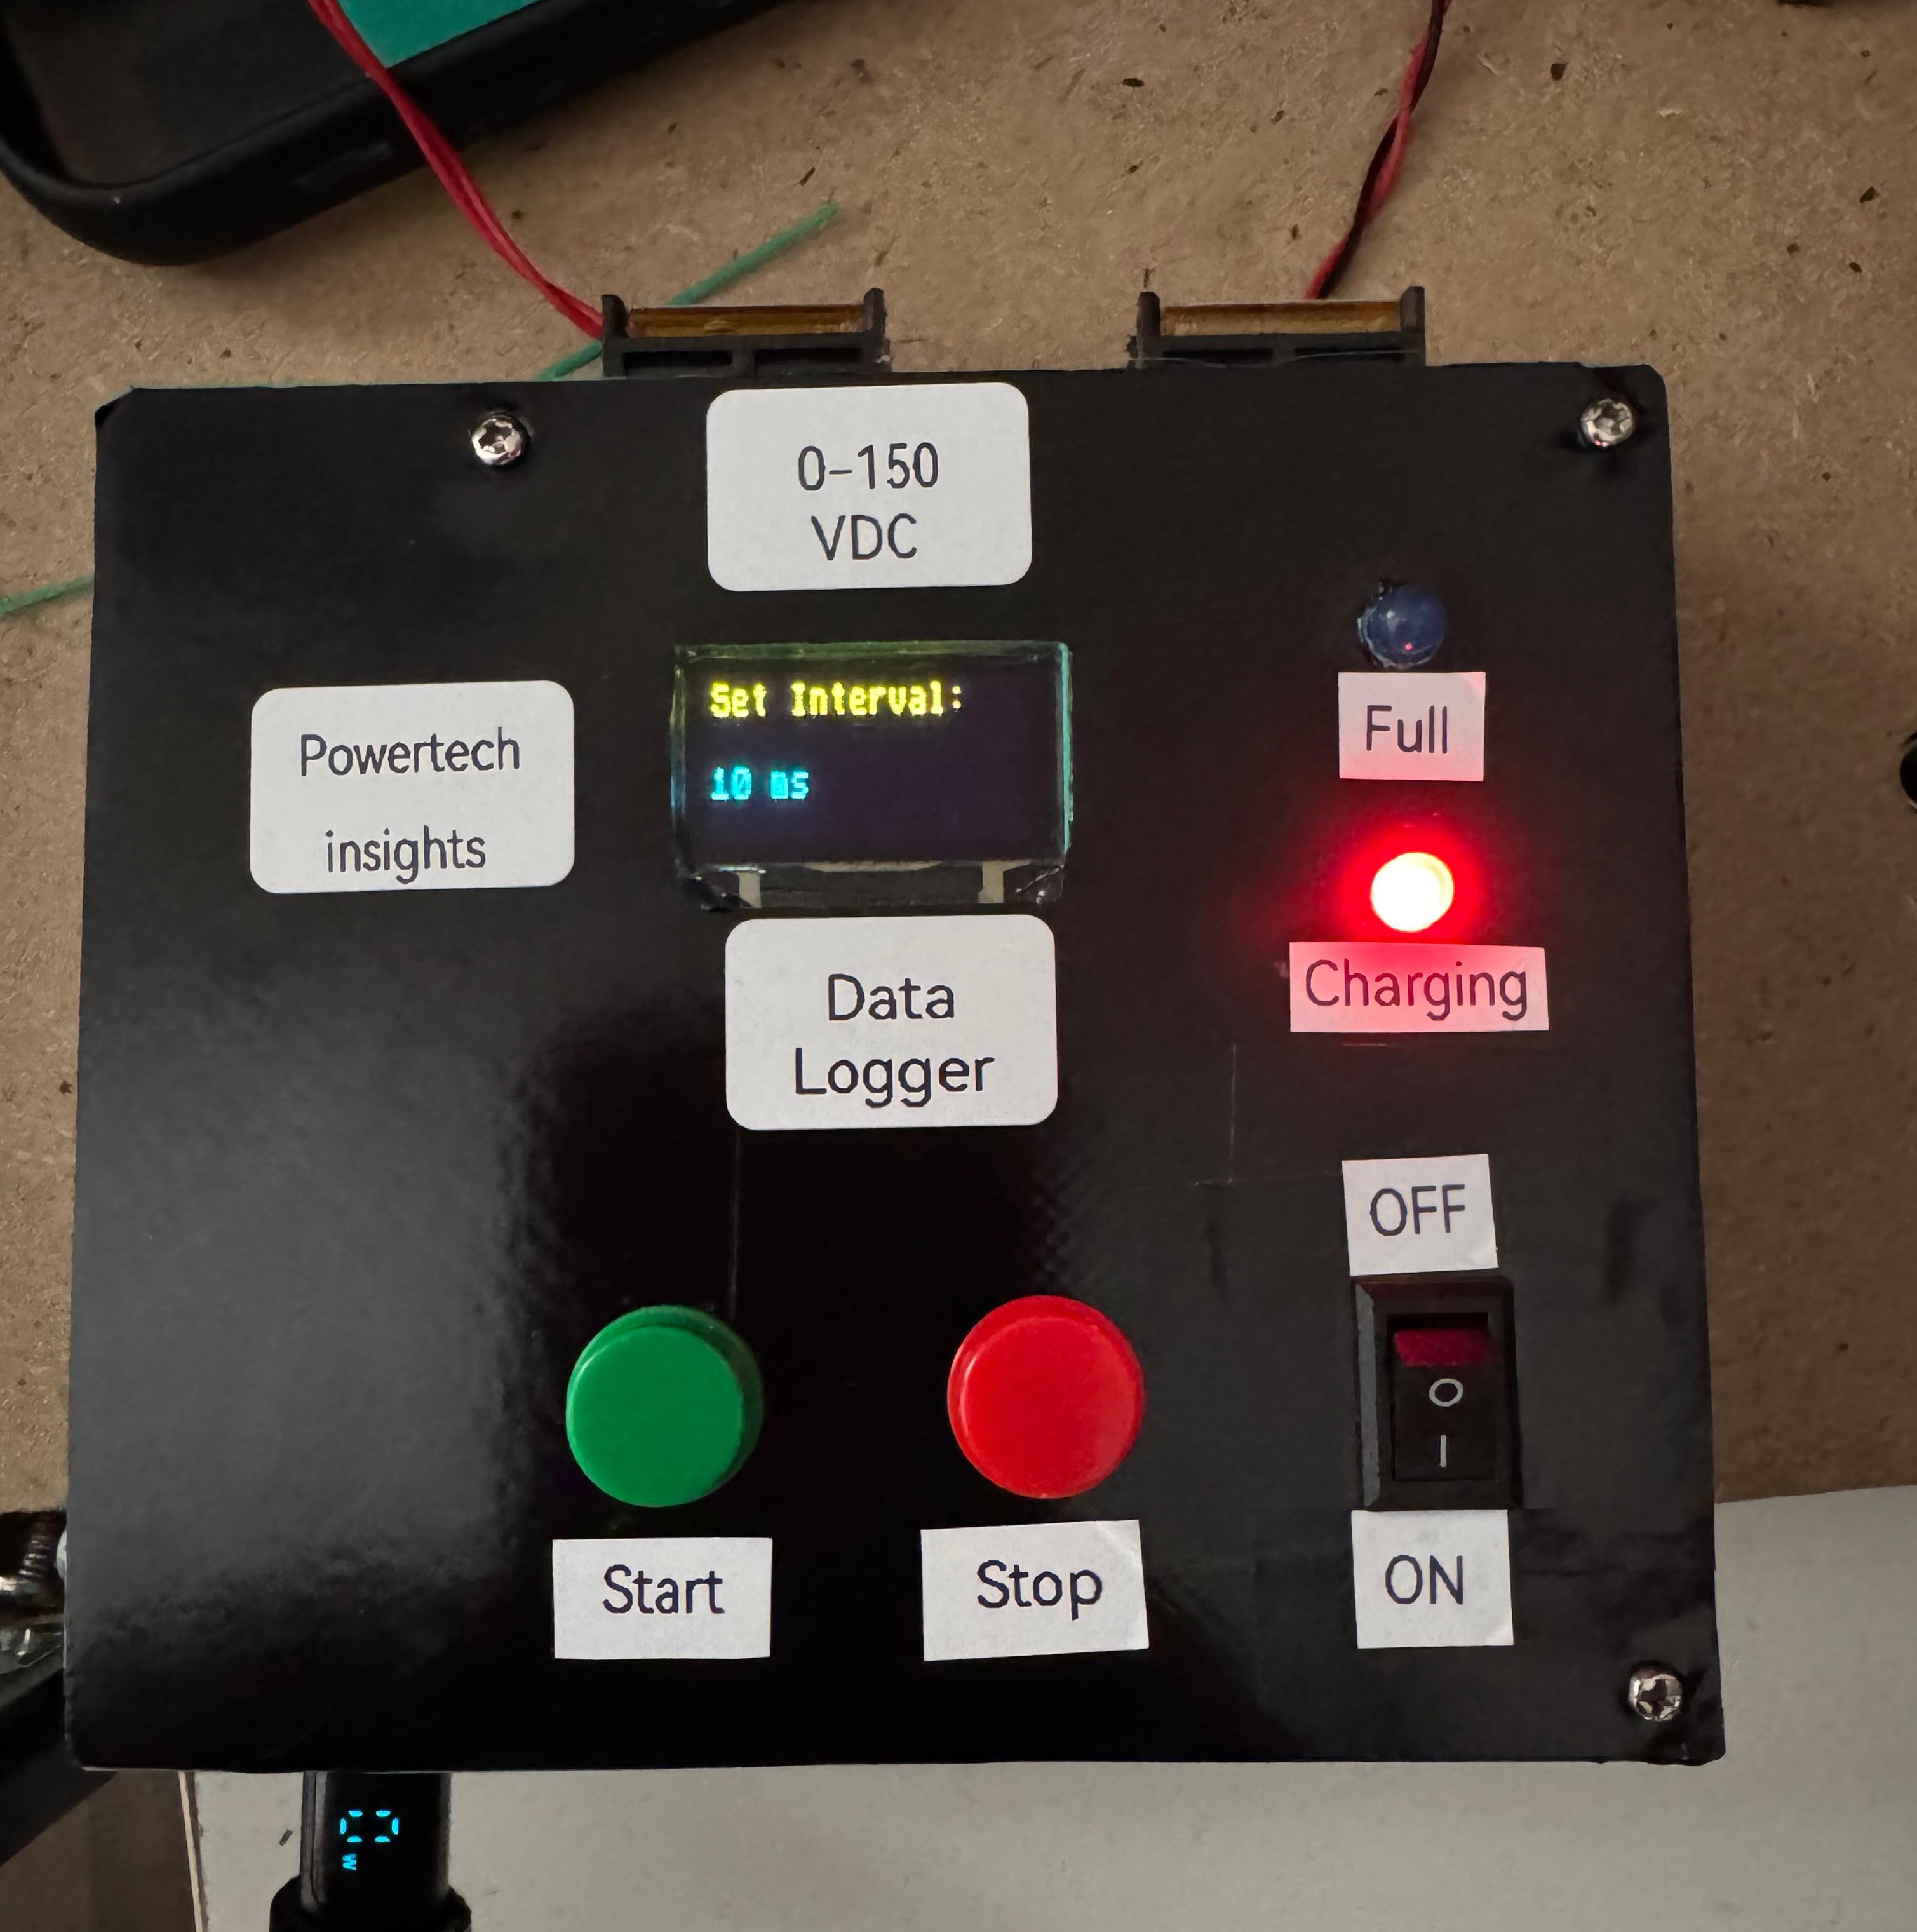 0-150
VDC
Set Interval:
10 ms
Powertech
insights
Full
Data
Logger
Charging
OFF
O
I
Start
Stop
ON
W